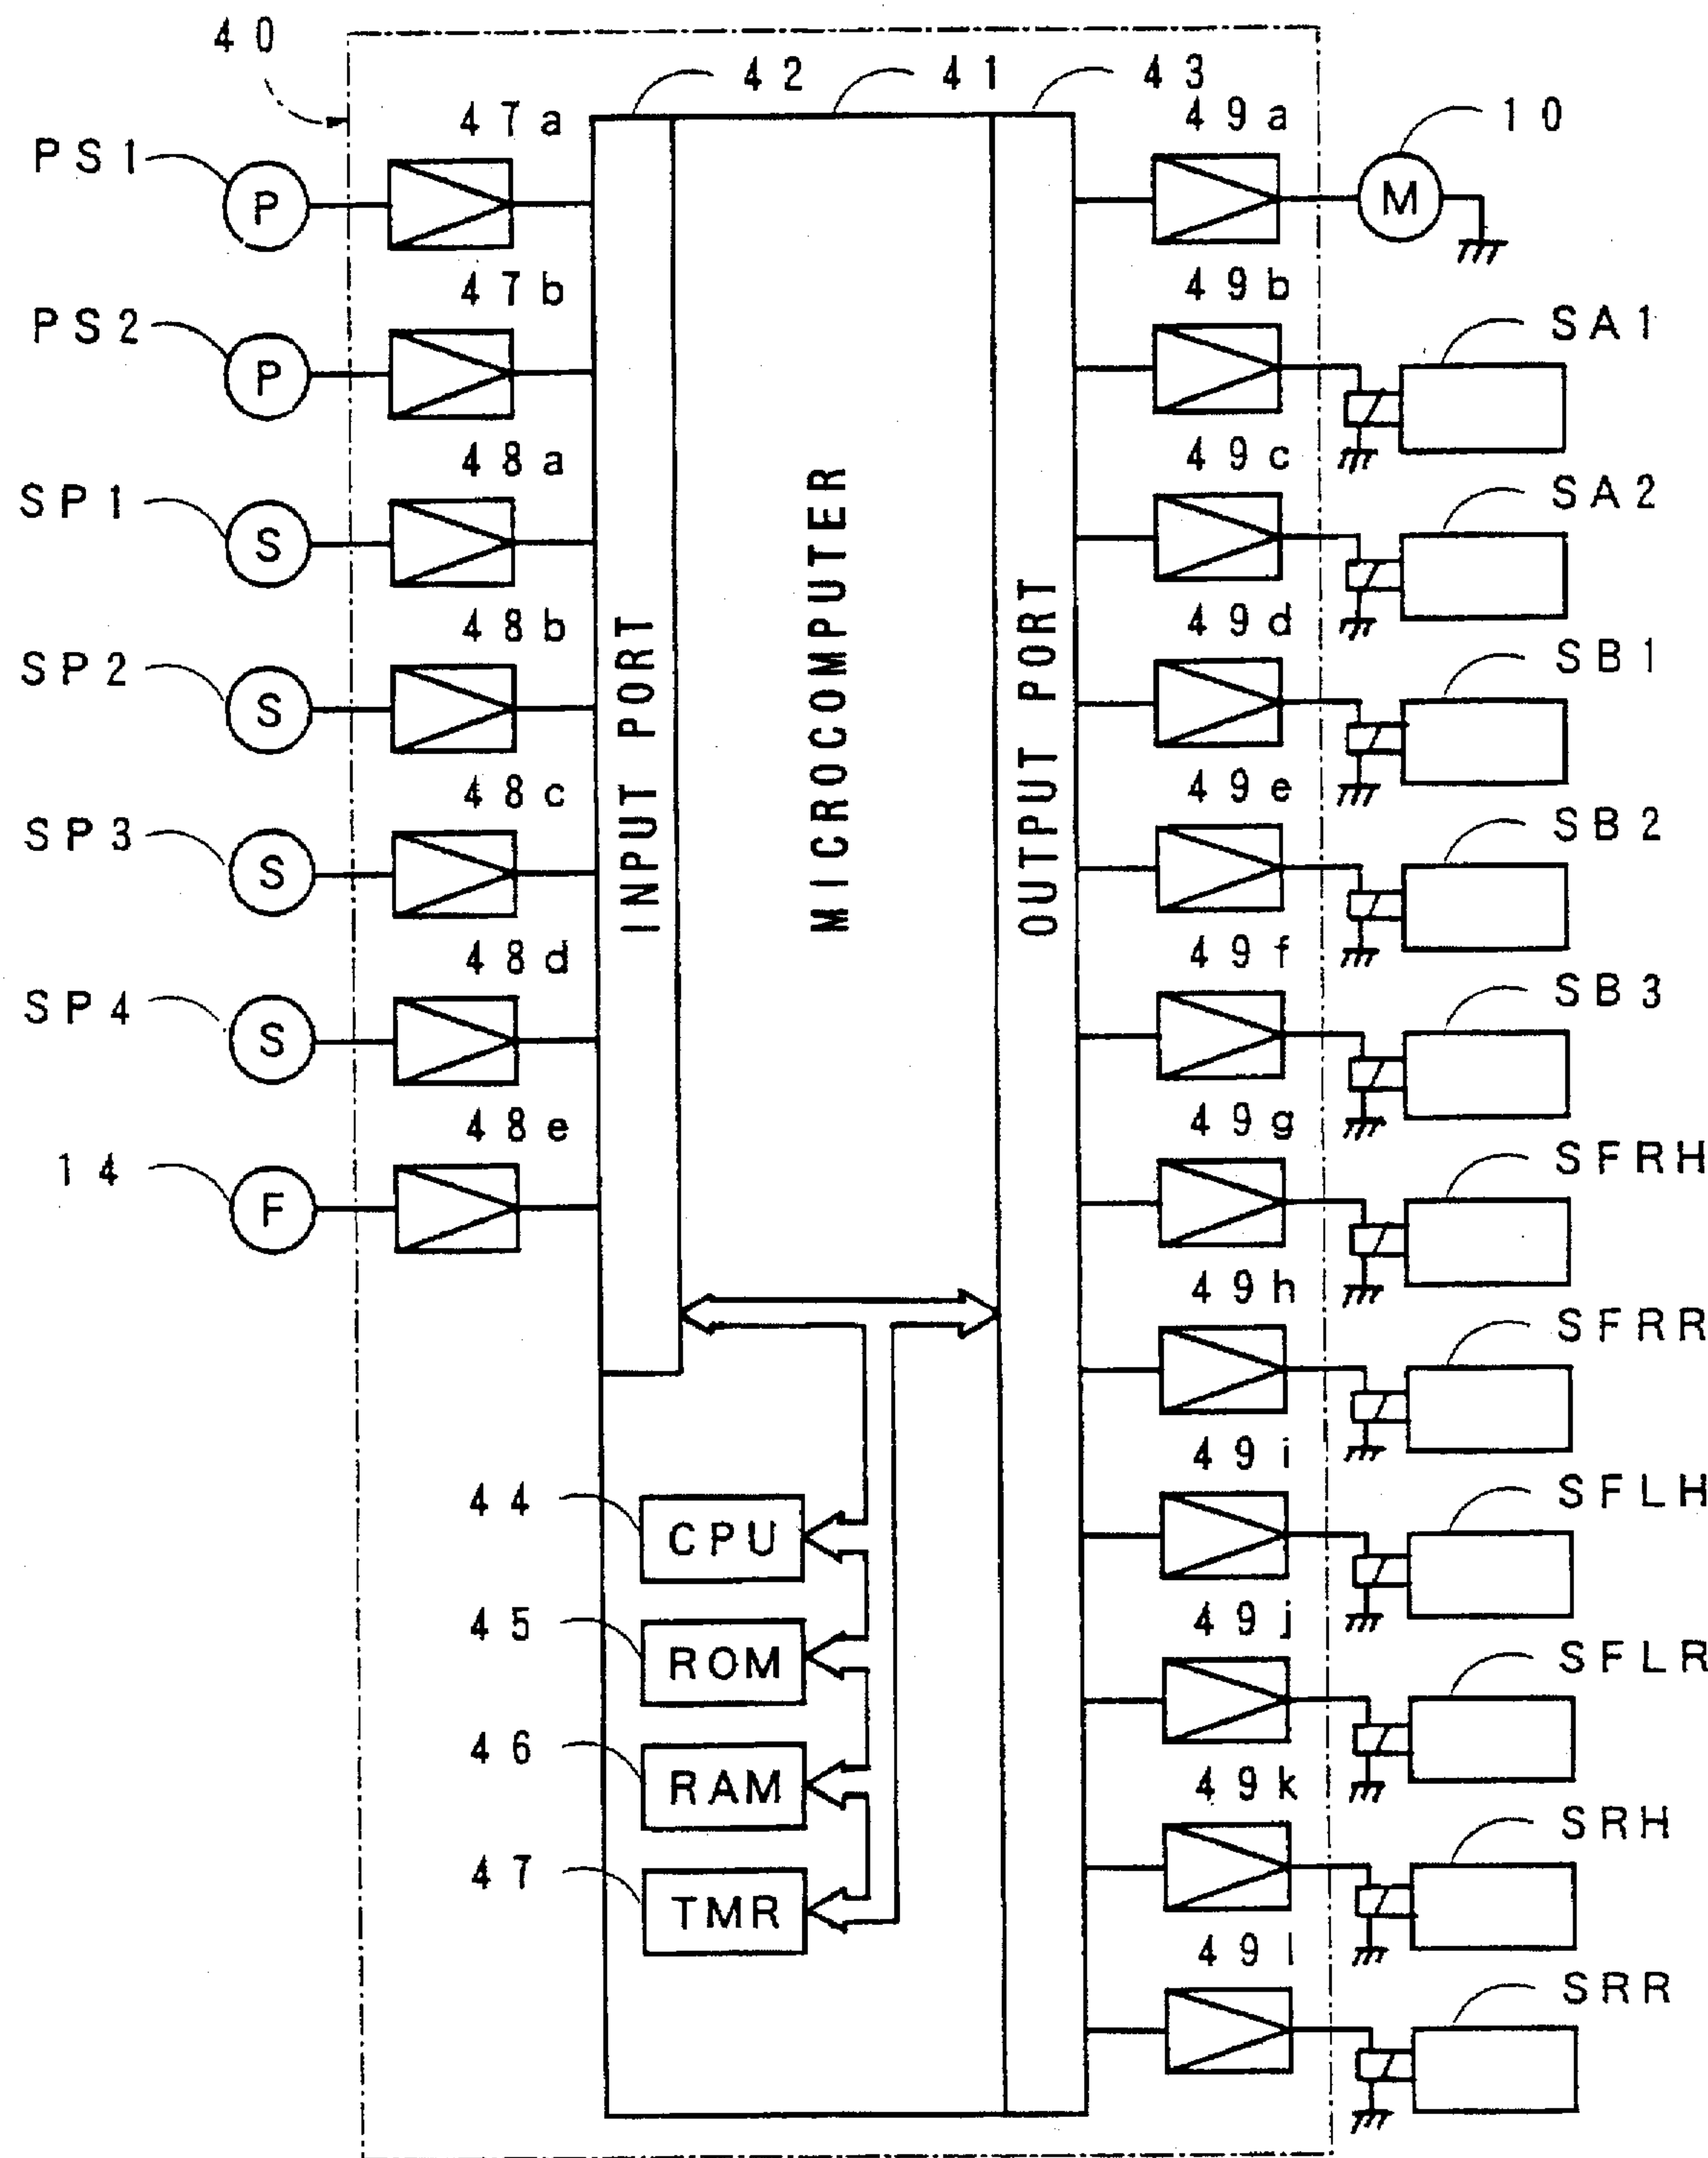 40
42
41
43
47a
49a
10
PS1
P
M
47b
49b
PS2
P
SA1
48a
49c
SP1
S
SA2
48b
49d
SP2
S
SB1
48c
49e
SP3
S
SB2
48d
49f
SP4
S
SB3
48e
49g
14
F
SFRH
INPUT PORT
MICROCOMPUTER
OUTPUT PORT
49h
SFRR
49i
SFLH
44
CPU
49j
SFLR
45
ROM
46
RAM
49k
SRH
47
TMR
49l
SRR